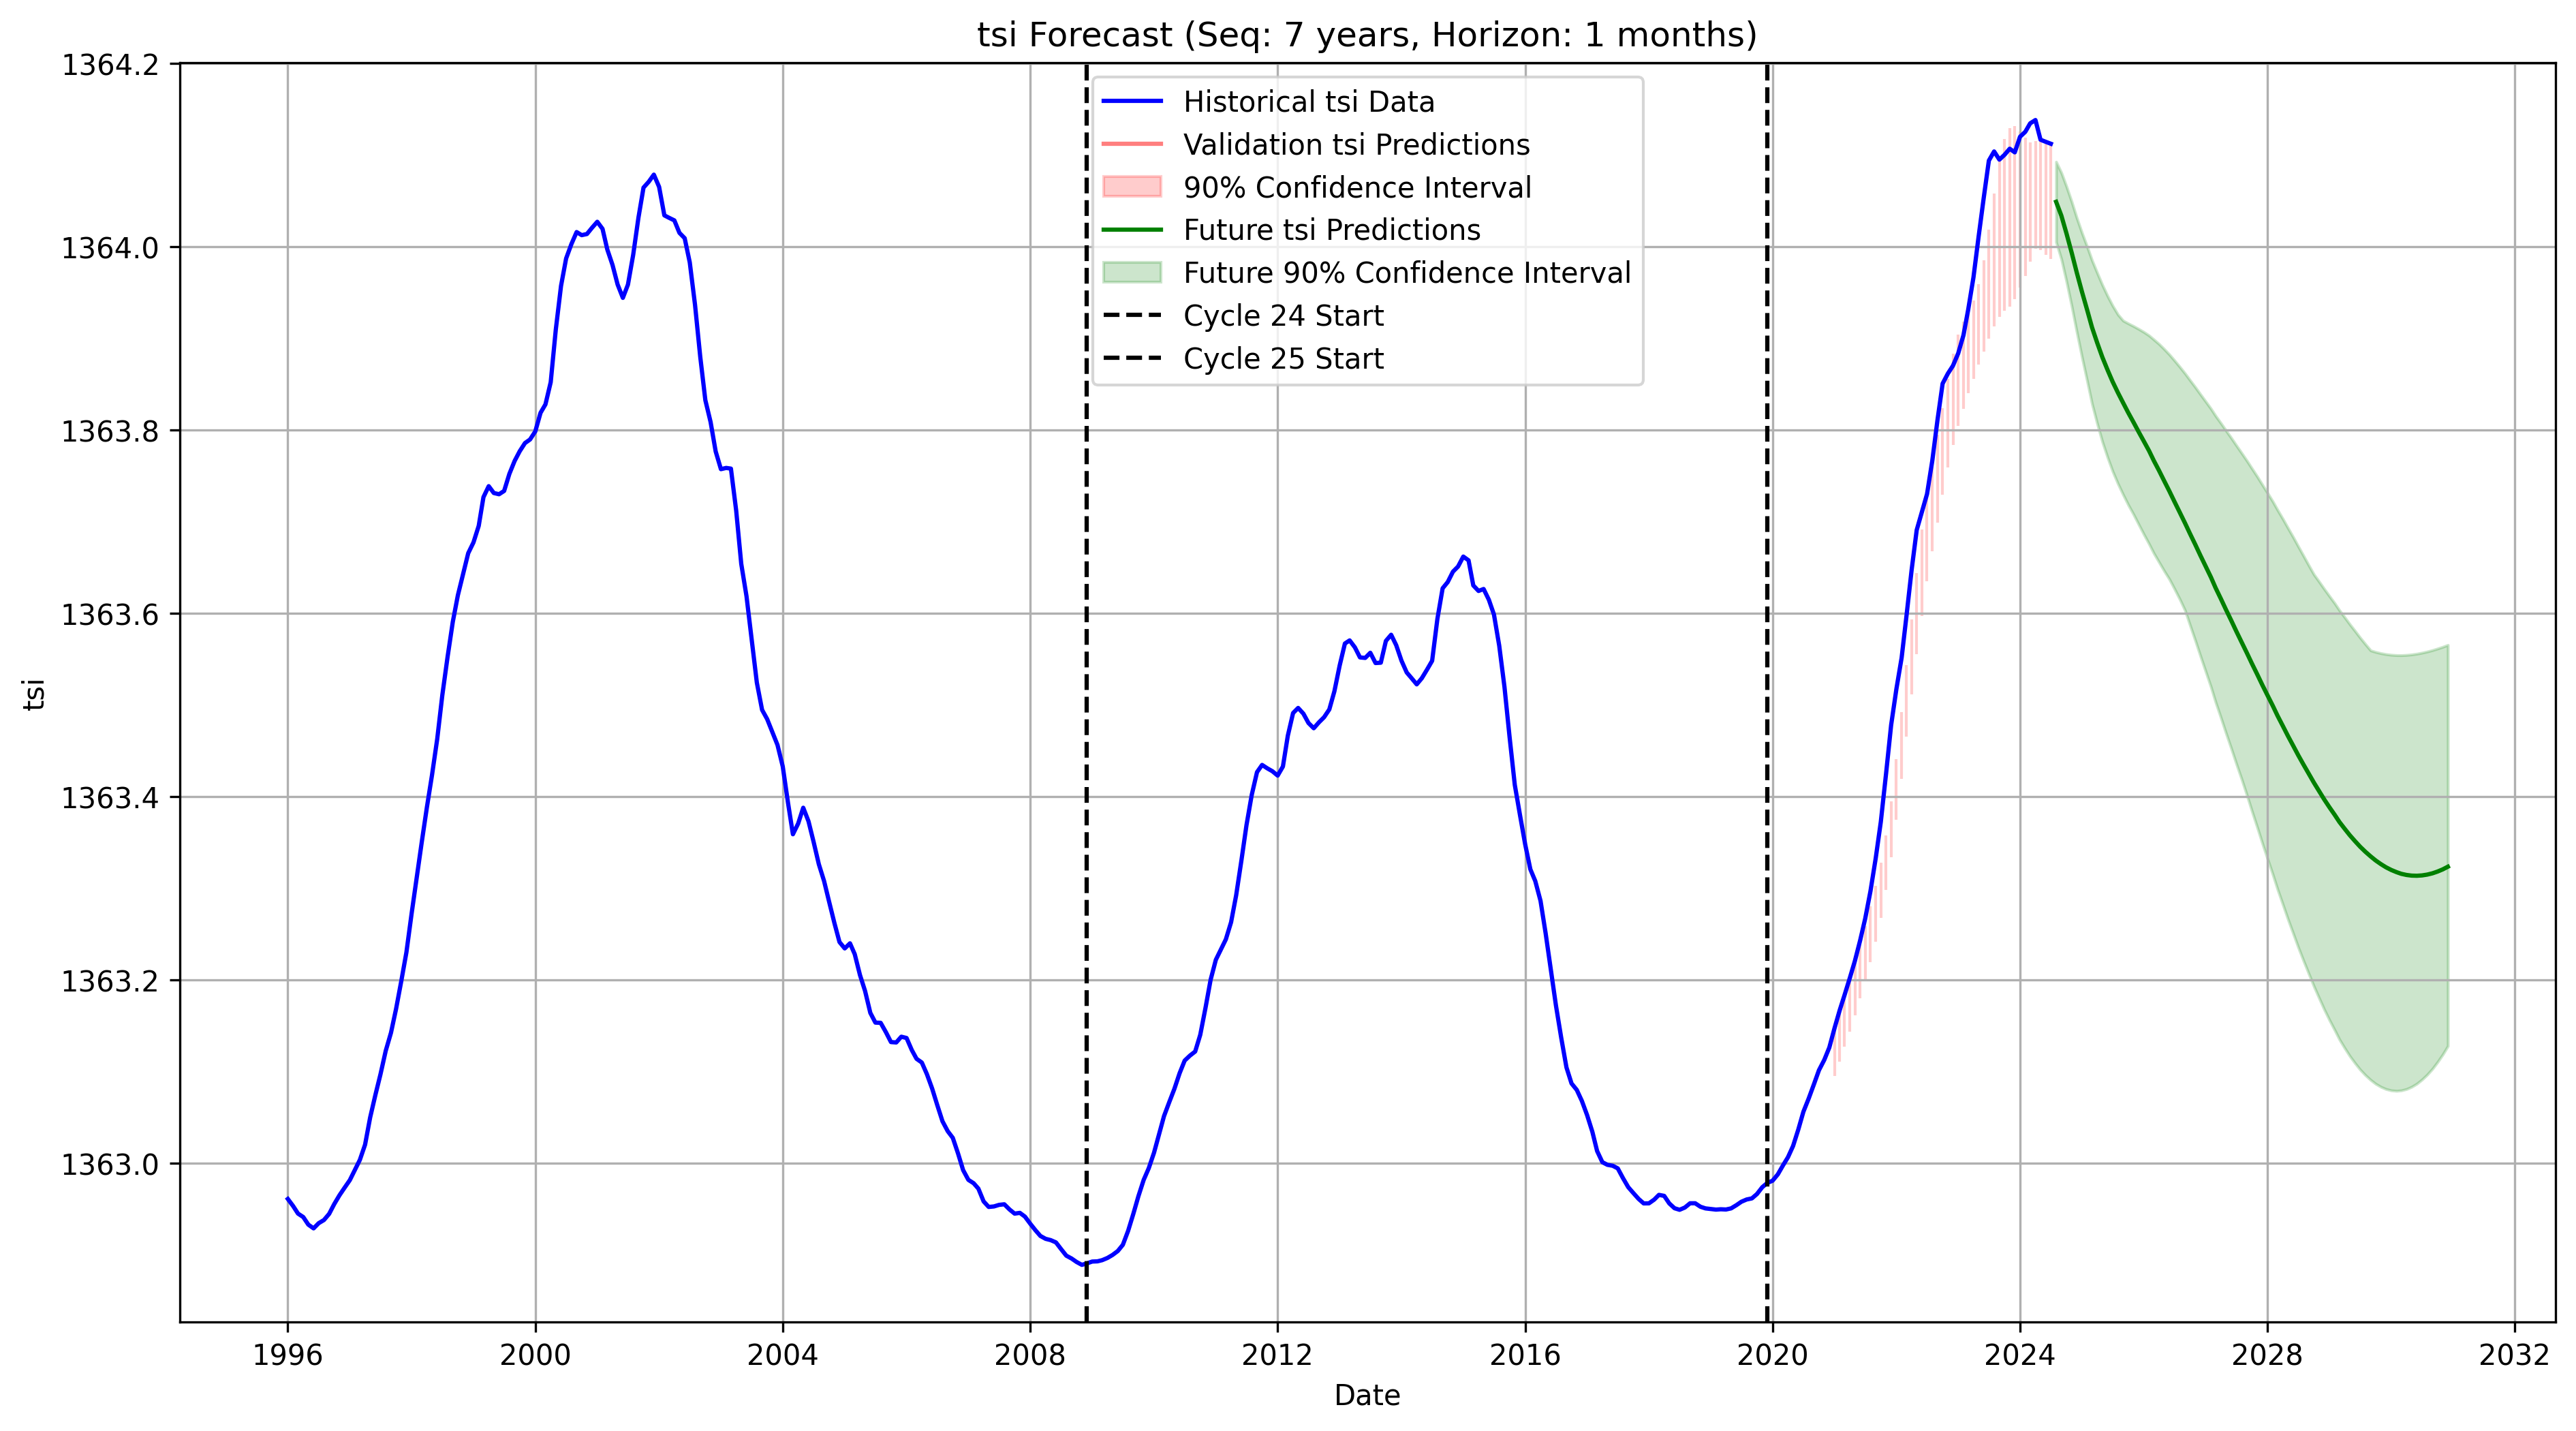 tsi Forecast (Seq: 7 years, Horizon: 1 months)
1364.2
1364.0
1363.8
1363.6
1363.4
1363.2
1363.0
tsi
Historical tsi Data
Validation tsi Predictions
90% Confidence Interval
Future tsi Predictions
Future 90% Confidence Interval
Cycle 24 Start
Cycle 25 Start
1996 2000 2004 2008 2012 2016 2020 2024 2028 2032
Date